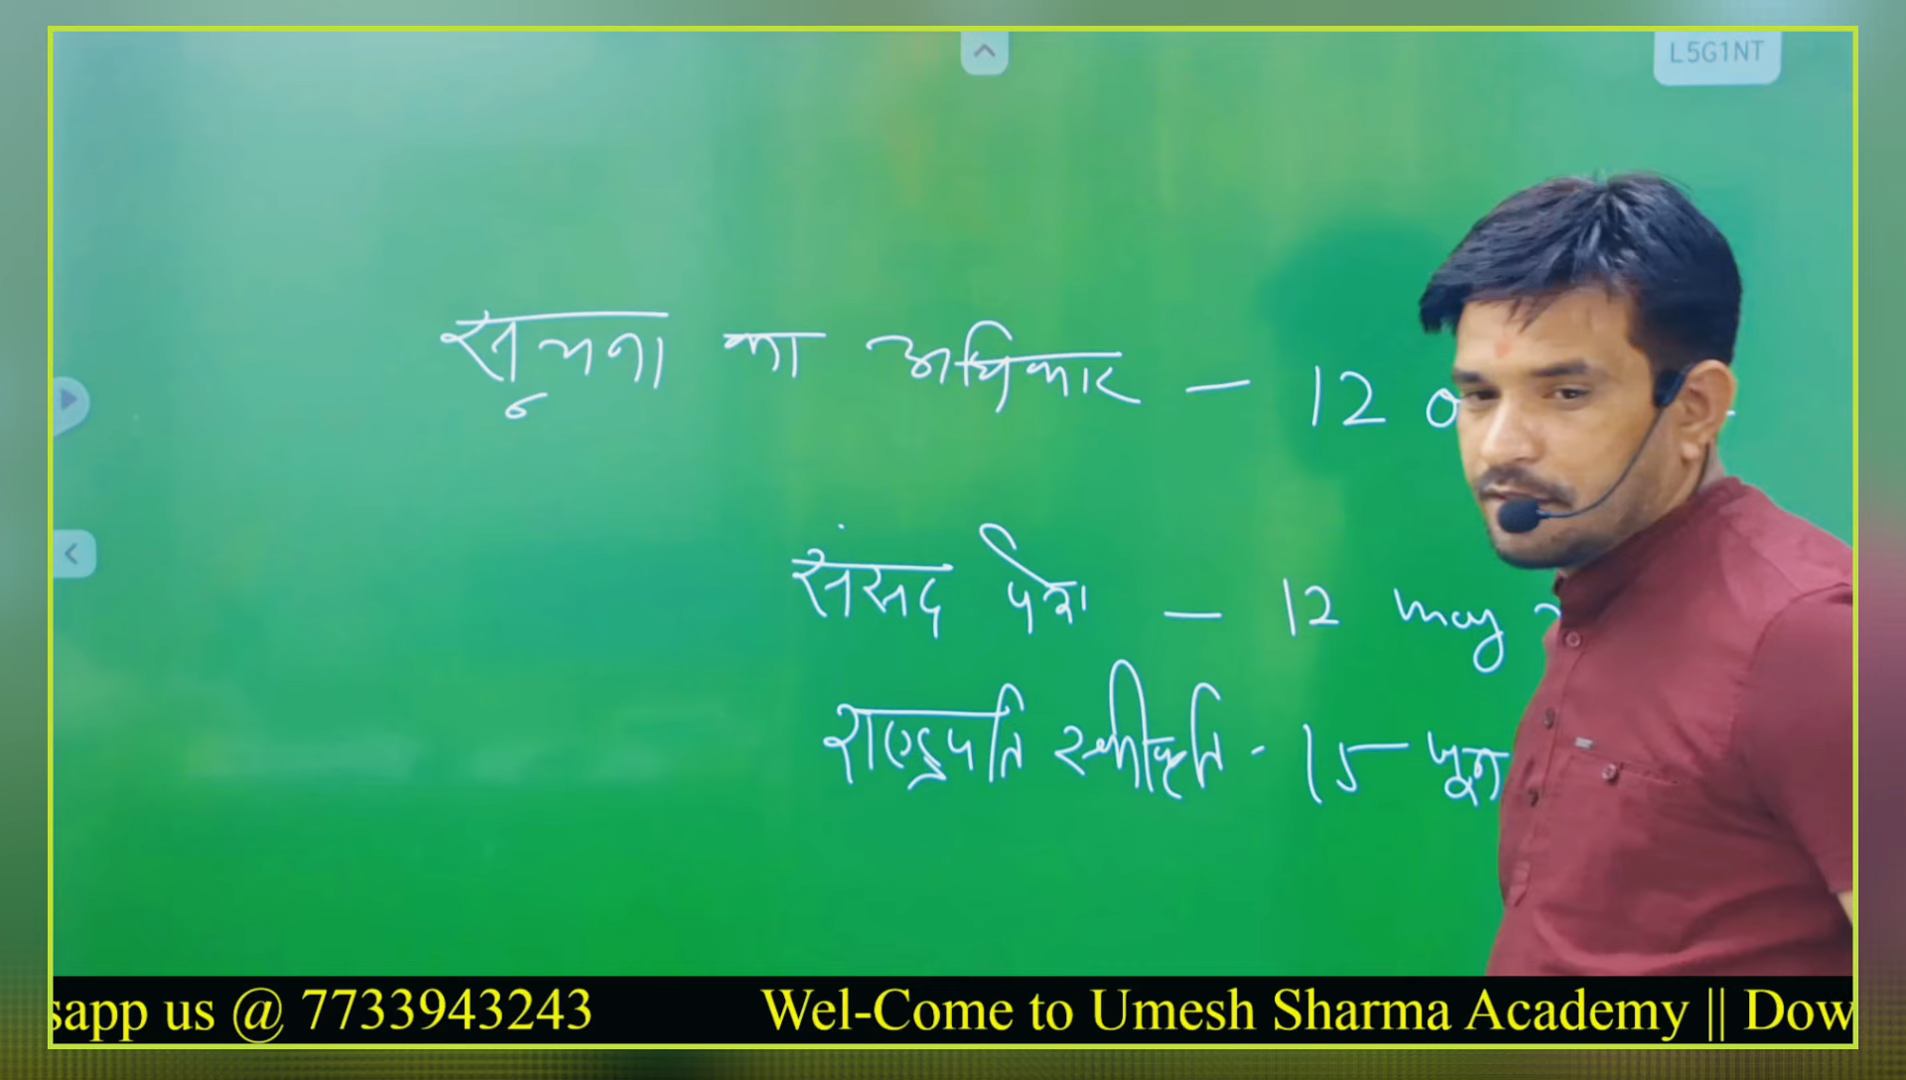 L5G1NT
सूचना का अधिकार - 12
संसद पेश - 12 may
राष्ट्रपति स्वीकृति - 15 जून
sapp us @ 7733943243 Wel-Come to Umesh Sharma Academy || Dow